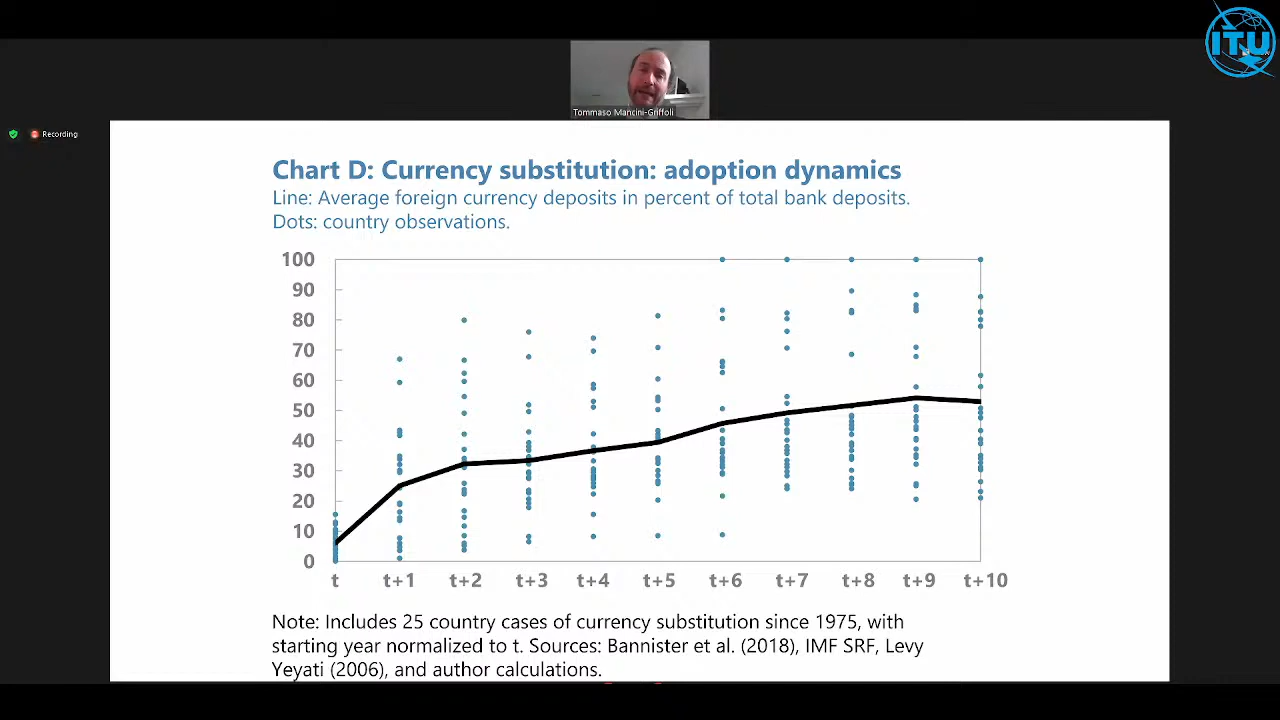 ITU
Tommaso Mancini-Griffoli
Recording
Chart D: Currency substitution: adoption dynamics
Line: Average foreign currency deposits in percent of total bank deposits.
Dots: country observations.
100
90
80
70
60
50
40
30
20
10
0
t t+1 t+2 t+3 t+4 t+5 t+6 t+7 t+8 t+9 t+10
Note: Includes 25 country cases of currency substitution since 1975, with
starting year normalized to t. Sources: Bannister et al. (2018), IMF SRF, Levy
Yeyati (2006), and author calculations.